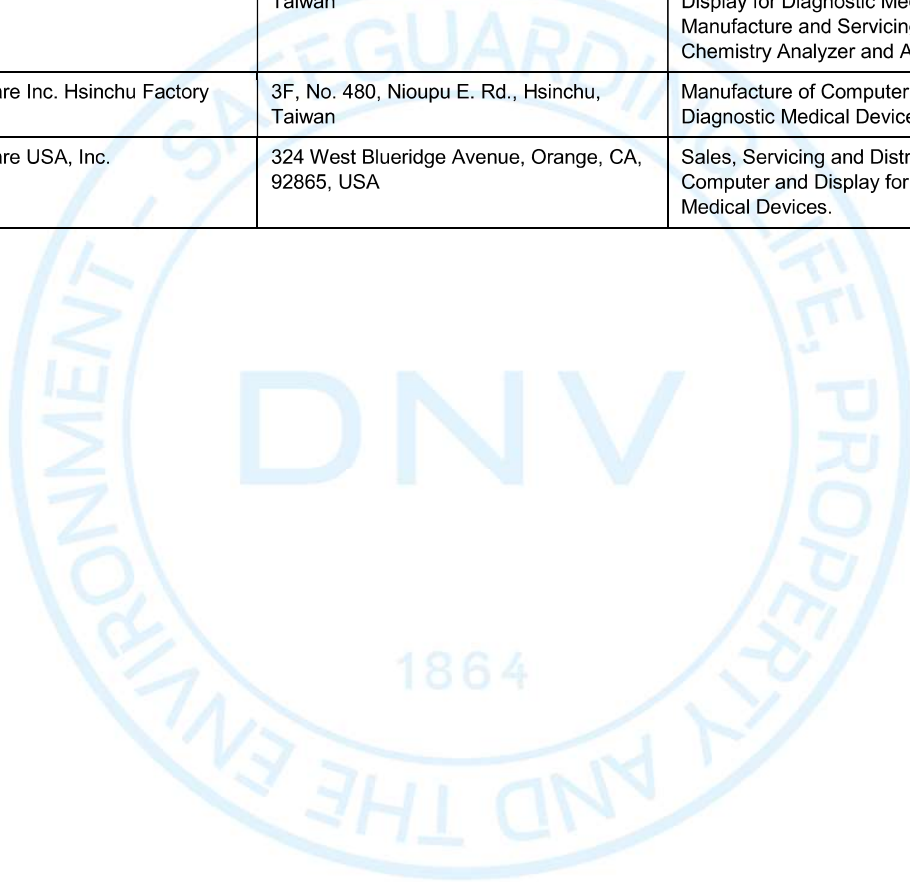 Taiwan
Display for Diagnostic Me
Manufacture and Servicin
Chemistry Analyzer and A
re Inc. Hsinchu Factory
3F, No. 480, Nioupu E. Rd., Hsinchu,
Taiwan
Manufacture of Computer
Diagnostic Medical Device
re USA, Inc.
324 West Blueridge Avenue, Orange, CA,
92865, USA
Sales, Servicing and Distr
Computer and Display for
Medical Devices.
SAFEGUARDING LIFE, PROPERTY AND THE ENVIRONMENT -
DNV
1864